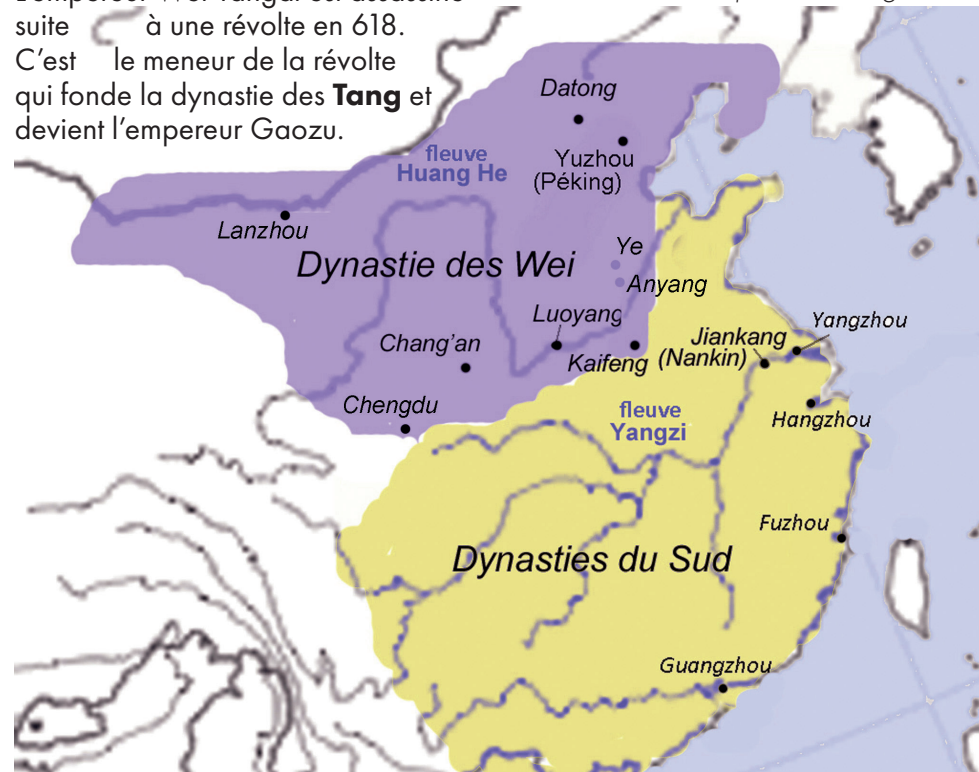 suite à une révolte en 618.
C'est le meneur de la révolte
qui fonde la dynastie des Tang et
devient l'empereur Gaozu.
Datong
Yuzhou
(Péking)
fleuve
Huang He
Lanzhou
Dynastie des Wei
Ye
Anyang
Luoyang
Chang'an
Kaifeng
Jiankang
(Nankin)
Yangzhou
Chengdu
fleuve
Yangzi
Hangzhou
Fuzhou
Dynasties du Sud
Guangzhou